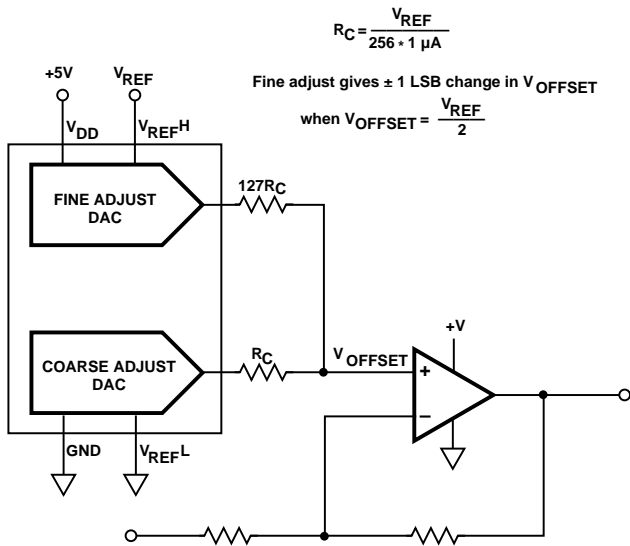 R_C = V_REF / 256 * 1 µA
Fine adjust gives ± 1 LSB change in V_OFFSET
when V_OFFSET = V_REF / 2
+5V
V_REF
V_DD
V_REFH
FINE ADJUST
DAC
127R_C
COARSE ADJUST
DAC
R_C
V_OFFSET
+V
+
–
GND
V_REFL